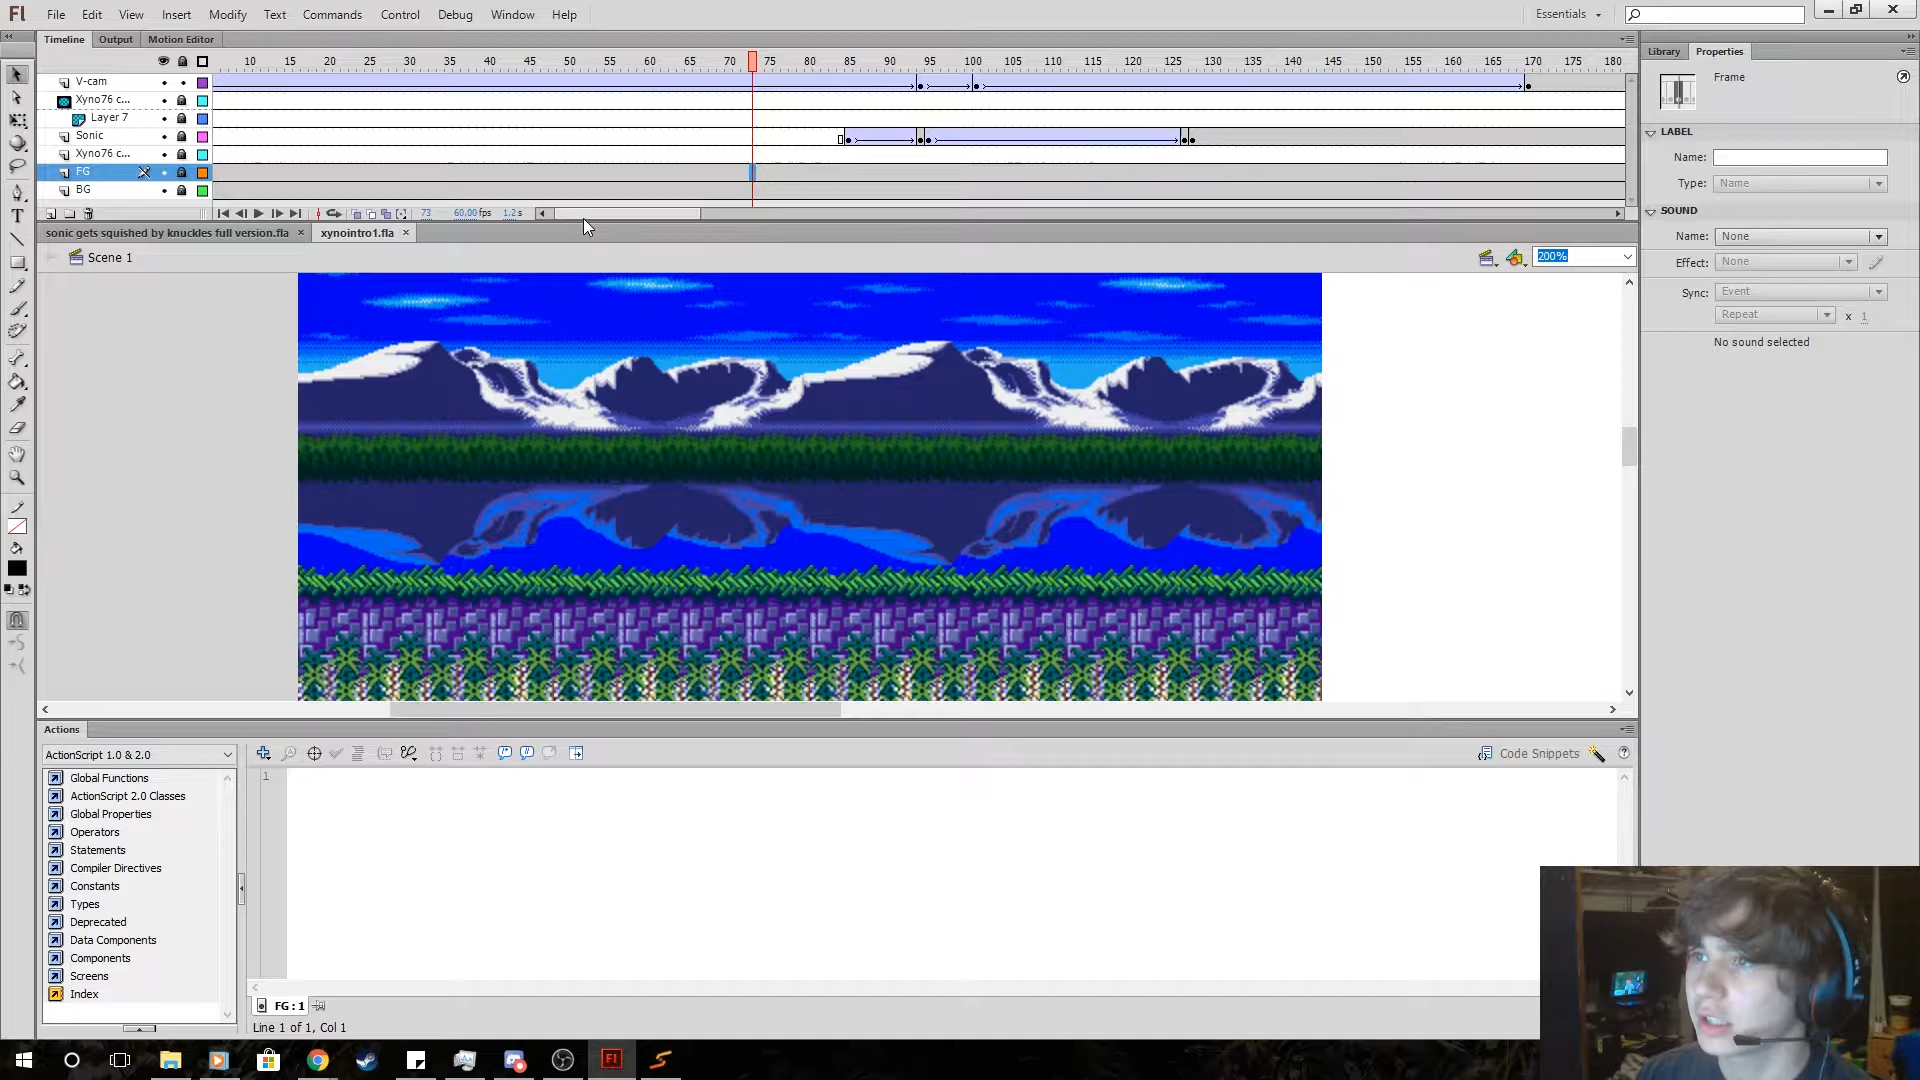 Fl File Edit View Insert Modify Text Commands Control Debug Window Help Essentials
Timeline Output Motion Editor
Library Properties
10 15 20 25 30 35 40 45 50 55 60 65 70 75 80 85 90 95 100 105 110 115 120 125 130 135 140 145 150 155 160 165 170 175 180
V-cam
Xyno76 c...
Layer 7
Sonic
Xyno76 c...
FG
BG
73 60.00 fps 1.2 s
Frame
LABEL
Name:
Type: Name
SOUND
Name: None
Effect: None
Sync: Event
Repeat x 1
No sound selected
sonic gets squished by knuckles full version.fla × xynointro1.fla ×
Scene 1
200%
Actions
ActionScript 1.0 & 2.0
Code Snippets
Global Functions
ActionScript 2.0 Classes
Global Properties
Operators
Statements
Compiler Directives
Constants
Types
Deprecated
Data Components
Components
Screens
Index
1
FG : 1
Line 1 of 1, Col 1
Fl